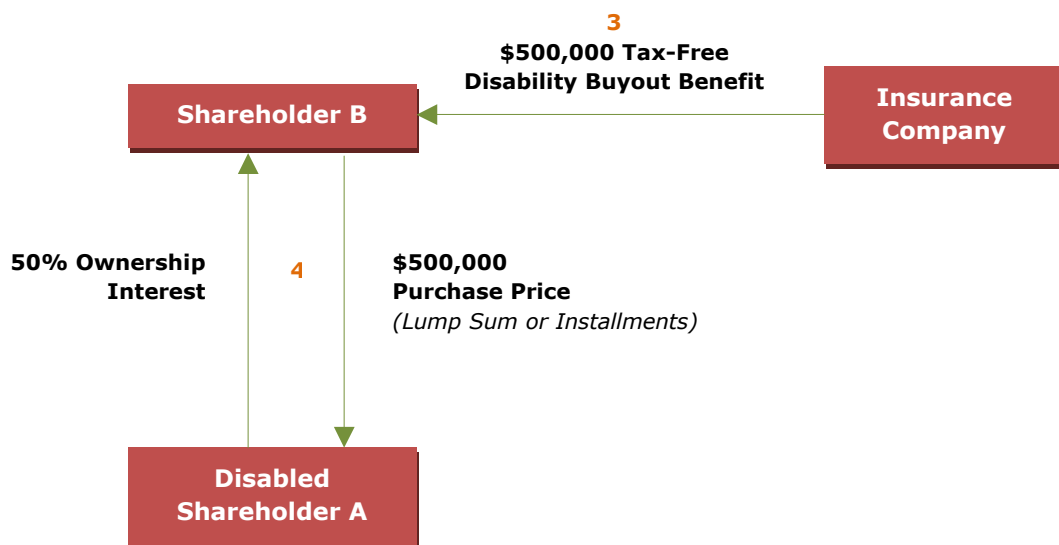 3
$500,000 Tax-Free
Disability Buyout Benefit
Shareholder B
Insurance
Company
50% Ownership
Interest
4
$500,000
Purchase Price
(Lump Sum or Installments)
Disabled
Shareholder A